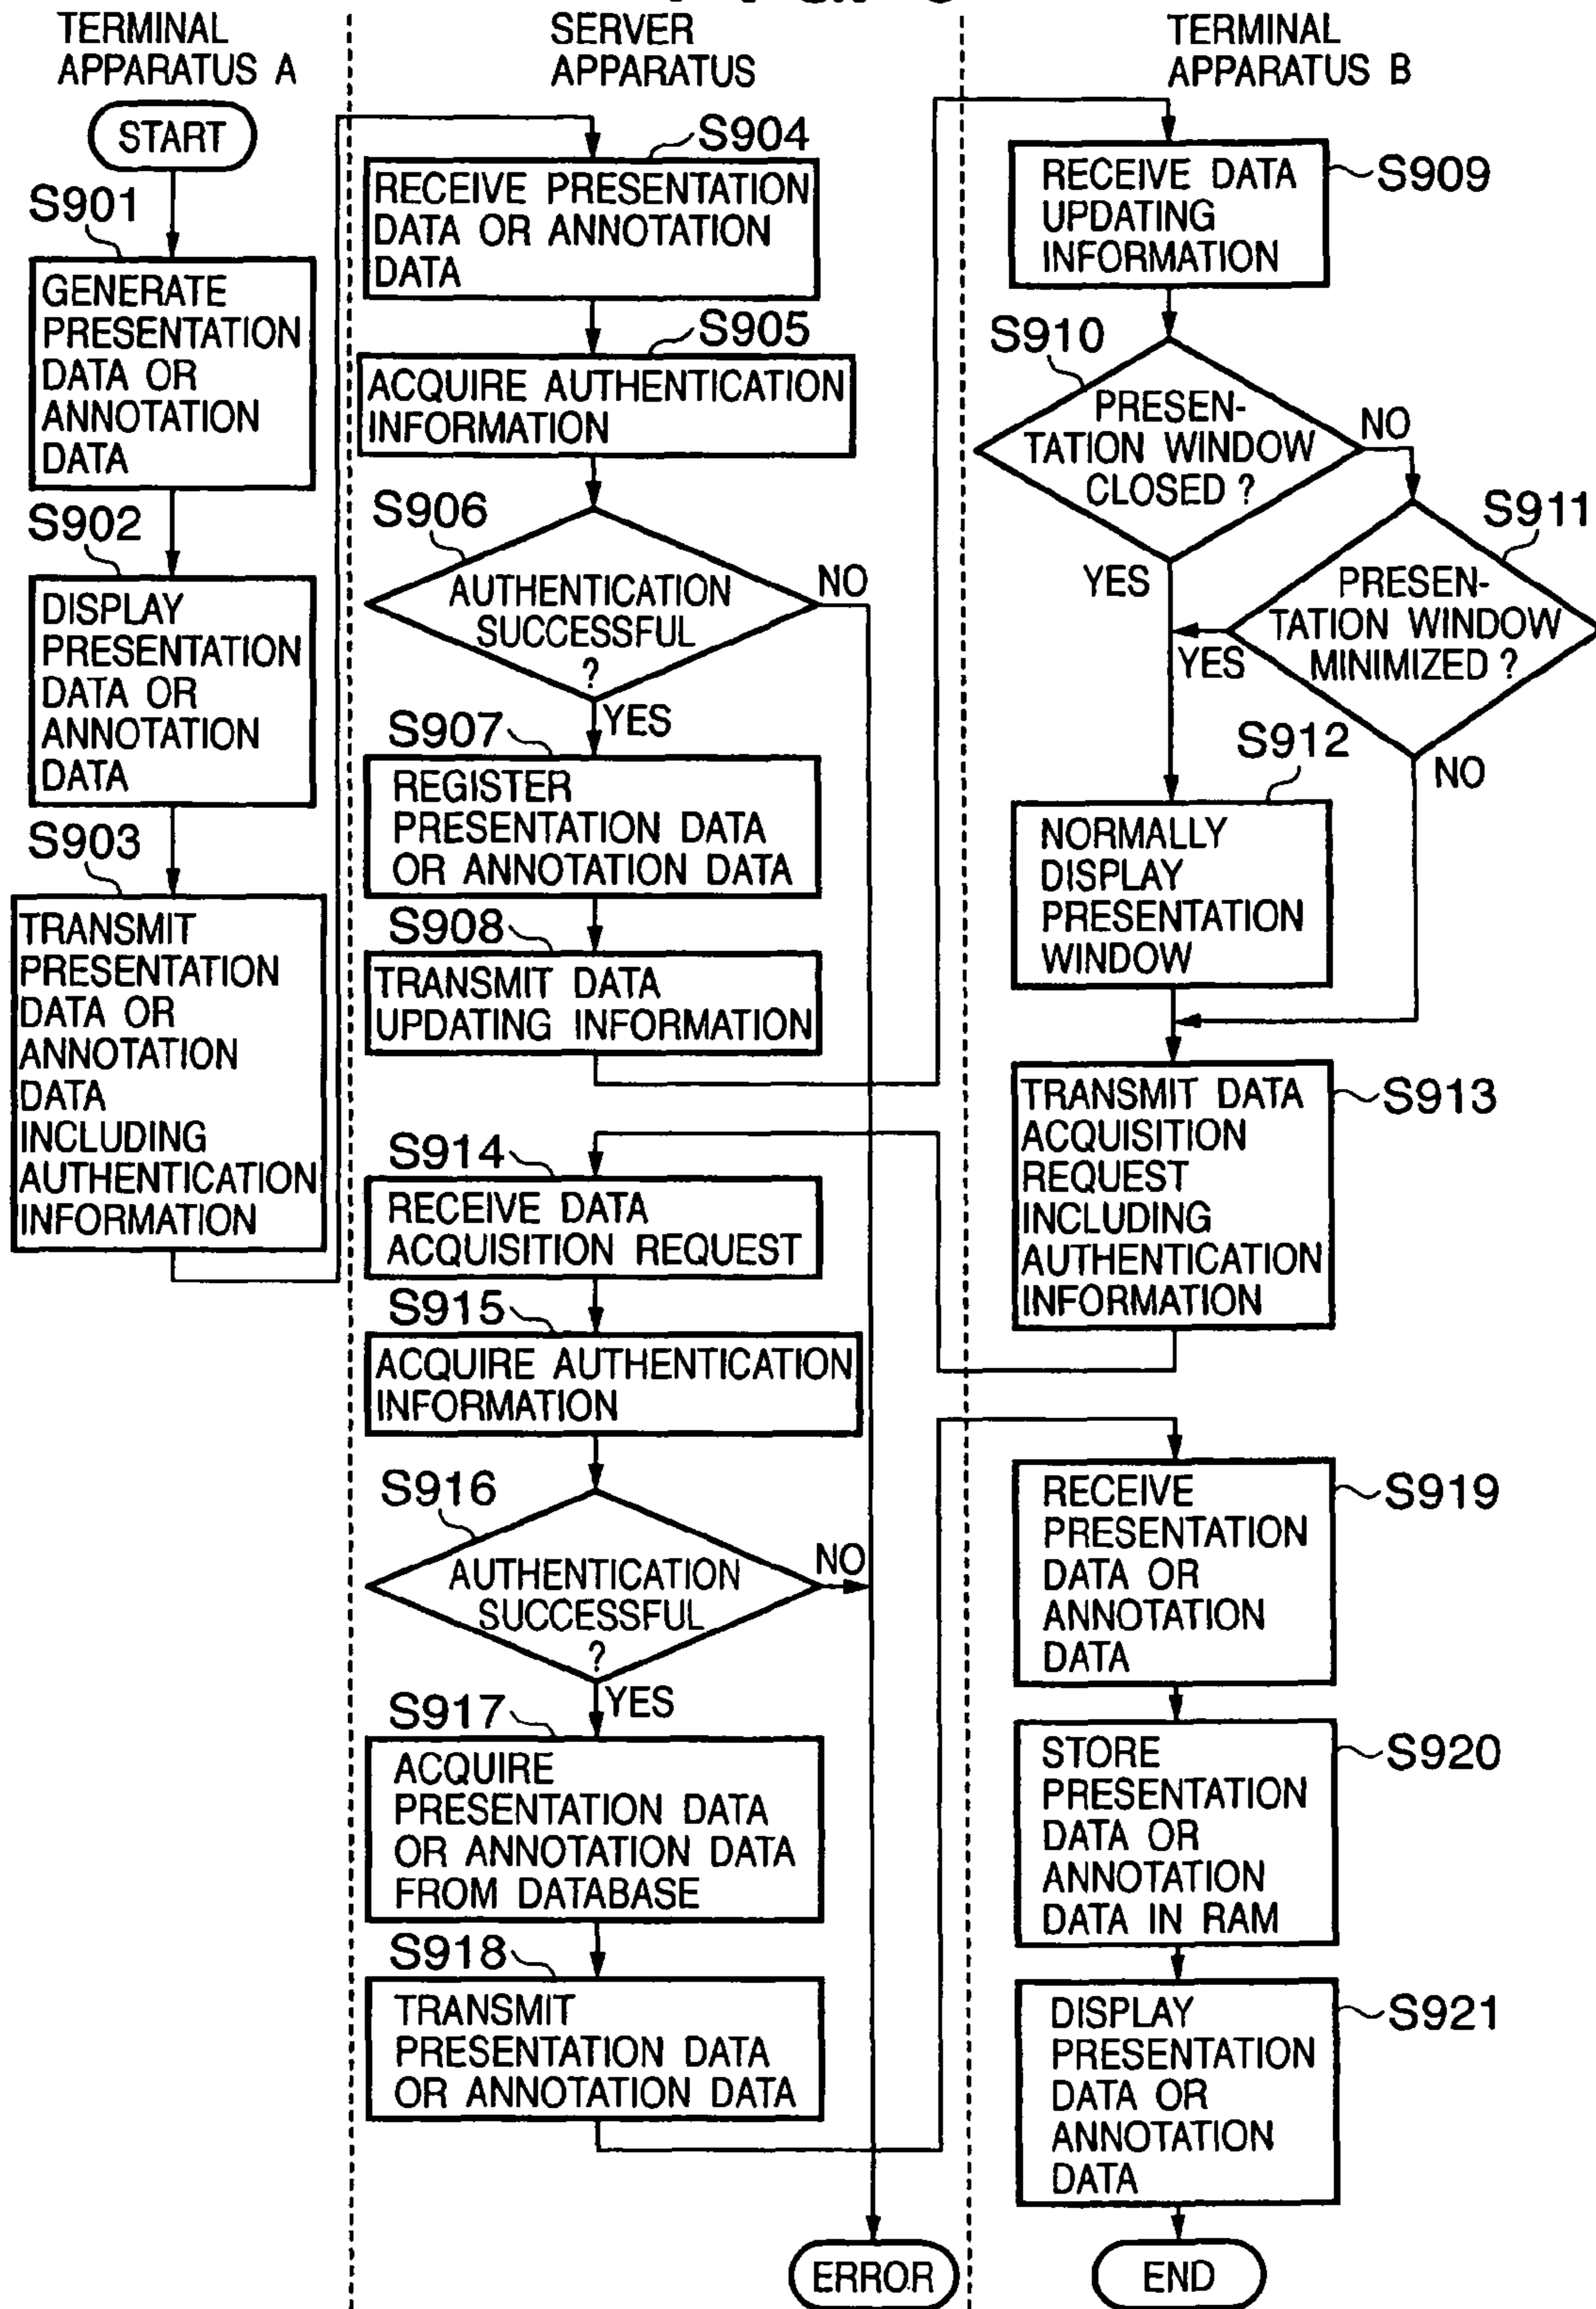 TERMINAL
APPARATUS A
START
S901
GENERATE
PRESENTATION
DATA OR
ANNOTATION
DATA
S902
DISPLAY
PRESENTATION
DATA OR
ANNOTATION
DATA
S903
TRANSMIT
PRESENTATION
DATA OR
ANNOTATION
DATA
INCLUDING
AUTHENTICATION
INFORMATION
SERVER
APPARATUS
S904
RECEIVE PRESENTATION
DATA OR ANNOTATION
DATA
S905
ACQUIRE AUTHENTICATION
INFORMATION
S906
AUTHENTICATION
SUCCESSFUL
?
NO
YES
S907
REGISTER
PRESENTATION DATA
OR ANNOTATION DATA
S908
TRANSMIT DATA
UPDATING INFORMATION
S914
RECEIVE DATA
ACQUISITION REQUEST
S915
ACQUIRE AUTHENTICATION
INFORMATION
S916
AUTHENTICATION
SUCCESSFUL
?
NO
YES
S917
ACQUIRE
PRESENTATION DATA
OR ANNOTATION DATA
FROM DATABASE
S918
TRANSMIT
PRESENTATION DATA
OR ANNOTATION DATA
ERROR
TERMINAL
APPARATUS B
S909
RECEIVE DATA
UPDATING
INFORMATION
S910
PRESEN-
TATION WINDOW
CLOSED ?
NO
YES
S911
PRESEN-
TATION WINDOW
MINIMIZED ?
YES
NO
S912
NORMALLY
DISPLAY
PRESENTATION
WINDOW
S913
TRANSMIT DATA
ACQUISITION
REQUEST
INCLUDING
AUTHENTICATION
INFORMATION
S919
RECEIVE
PRESENTATION
DATA OR
ANNOTATION
DATA
S920
STORE
PRESENTATION
DATA OR
ANNOTATION
DATA IN RAM
S921
DISPLAY
PRESENTATION
DATA OR
ANNOTATION
DATA
END